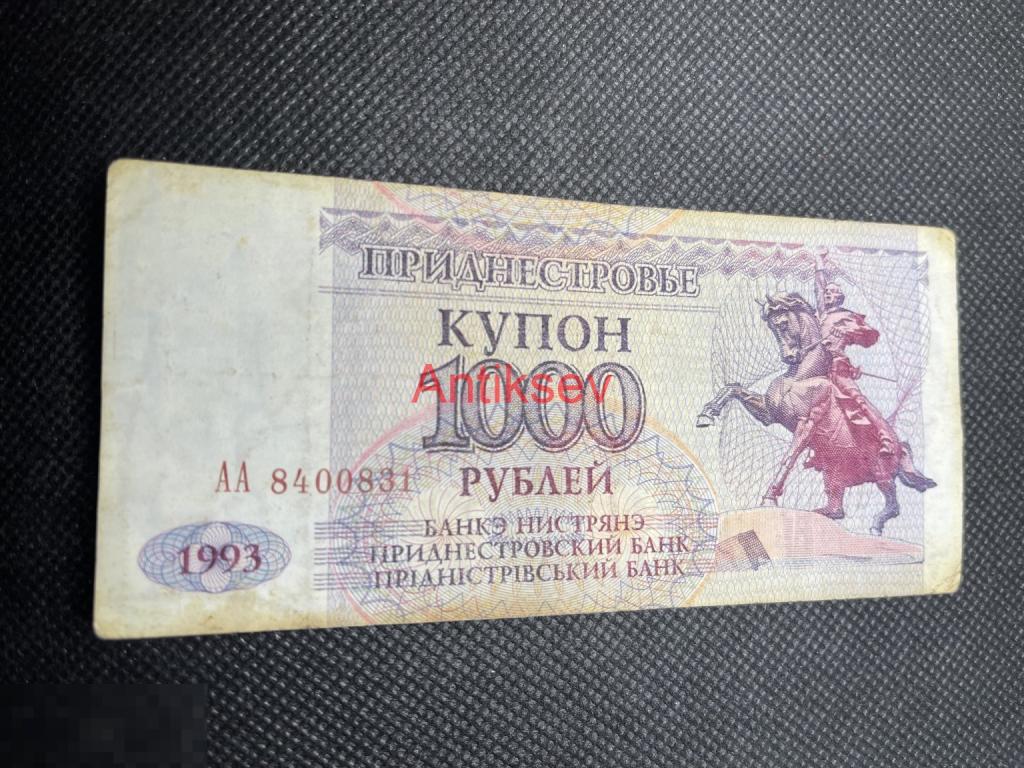 ПРИДНЕСТРОВЬЕ
КУПОН
1000
Antiksev
АА 8400831
РУБЛЕЙ
БАНКЭ НИСТРЯНЭ
ПРИДНЕСТРОВСКИЙ БАНК
ПРІДНІСТРІВСЬКИЙ БАНК
1993